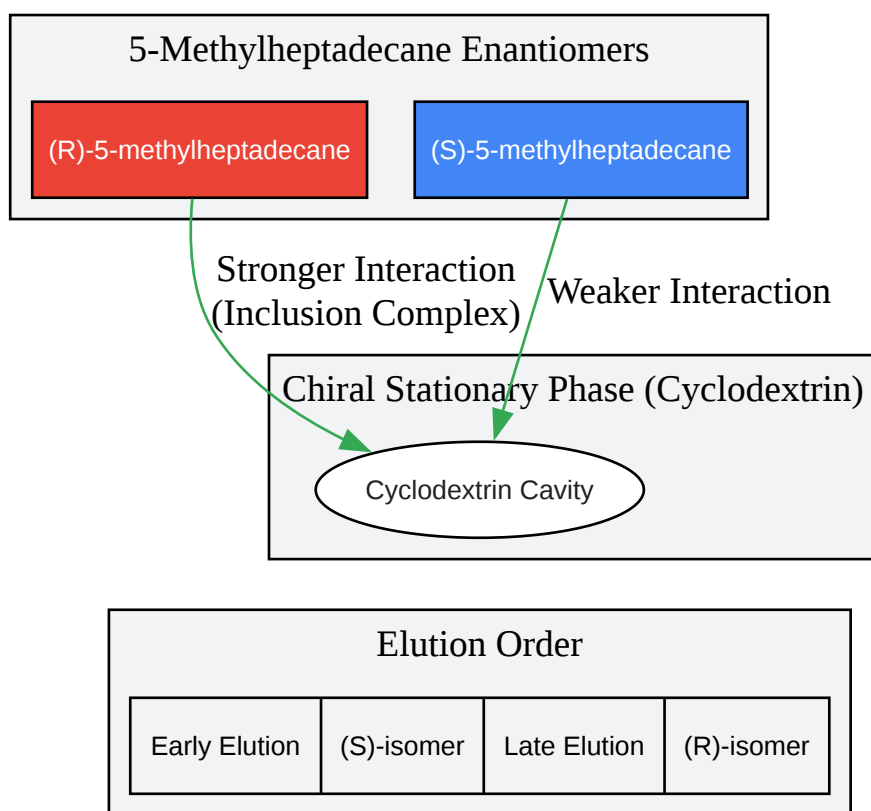 5-Methylheptadecane Enantiomers
(R)-5-methylheptadecane
(S)-5-methylheptadecane
Stronger Interaction
(Inclusion Complex)
Weaker Interaction
Chiral Stationary Phase (Cyclodextrin)
Cyclodextrin Cavity
Elution Order
Early Elution
(S)-isomer
Late Elution
(R)-isomer